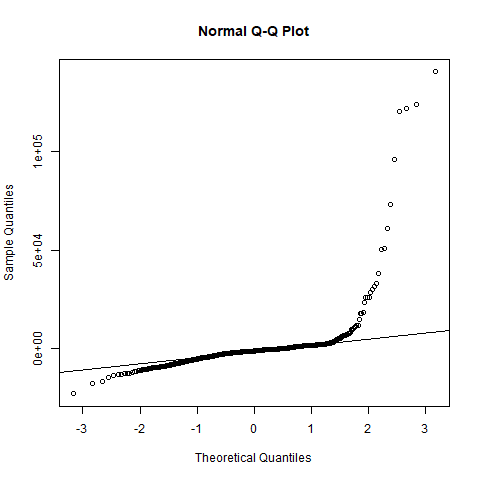 Normal Q-Q Plot
Sample Quantiles
1e+05
5e+04
0e+00
-3 -2 -1 0 1 2 3
Theoretical Quantiles